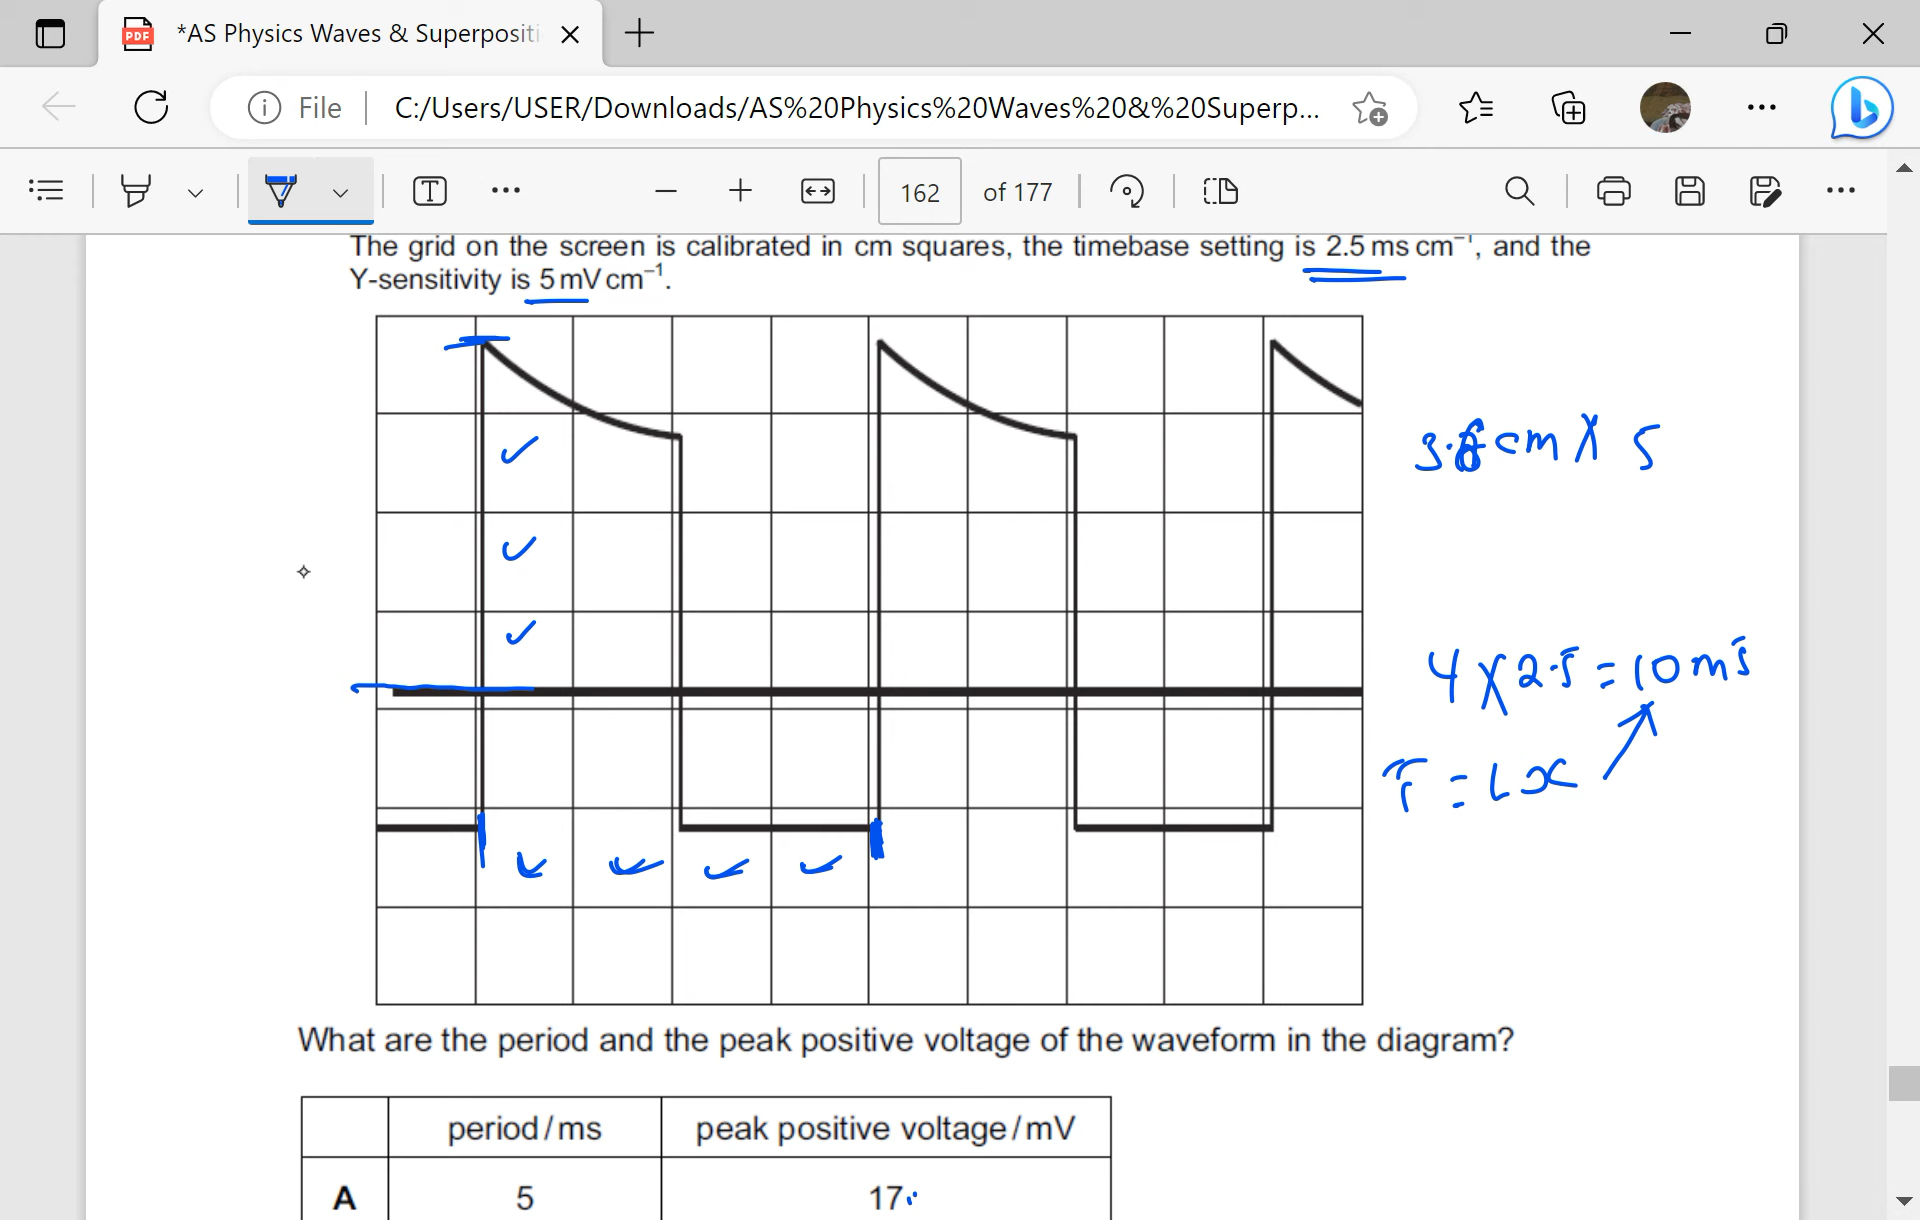 *AS Physics Waves & Superpositi
File
C:/Users/USER/Downloads/AS%20Physics%20Waves%20&%20Superp...
162 of 177
The grid on the screen is calibrated in cm squares, the timebase setting is 2.5 ms cm⁻¹, and the
Y-sensitivity is 5 mV cm⁻¹.
cm X 5
4 X 2.5 = 10 ms
What are the period and the peak positive voltage of the waveform in the diagram?
period / ms peak positive voltage / mV
A 5 17